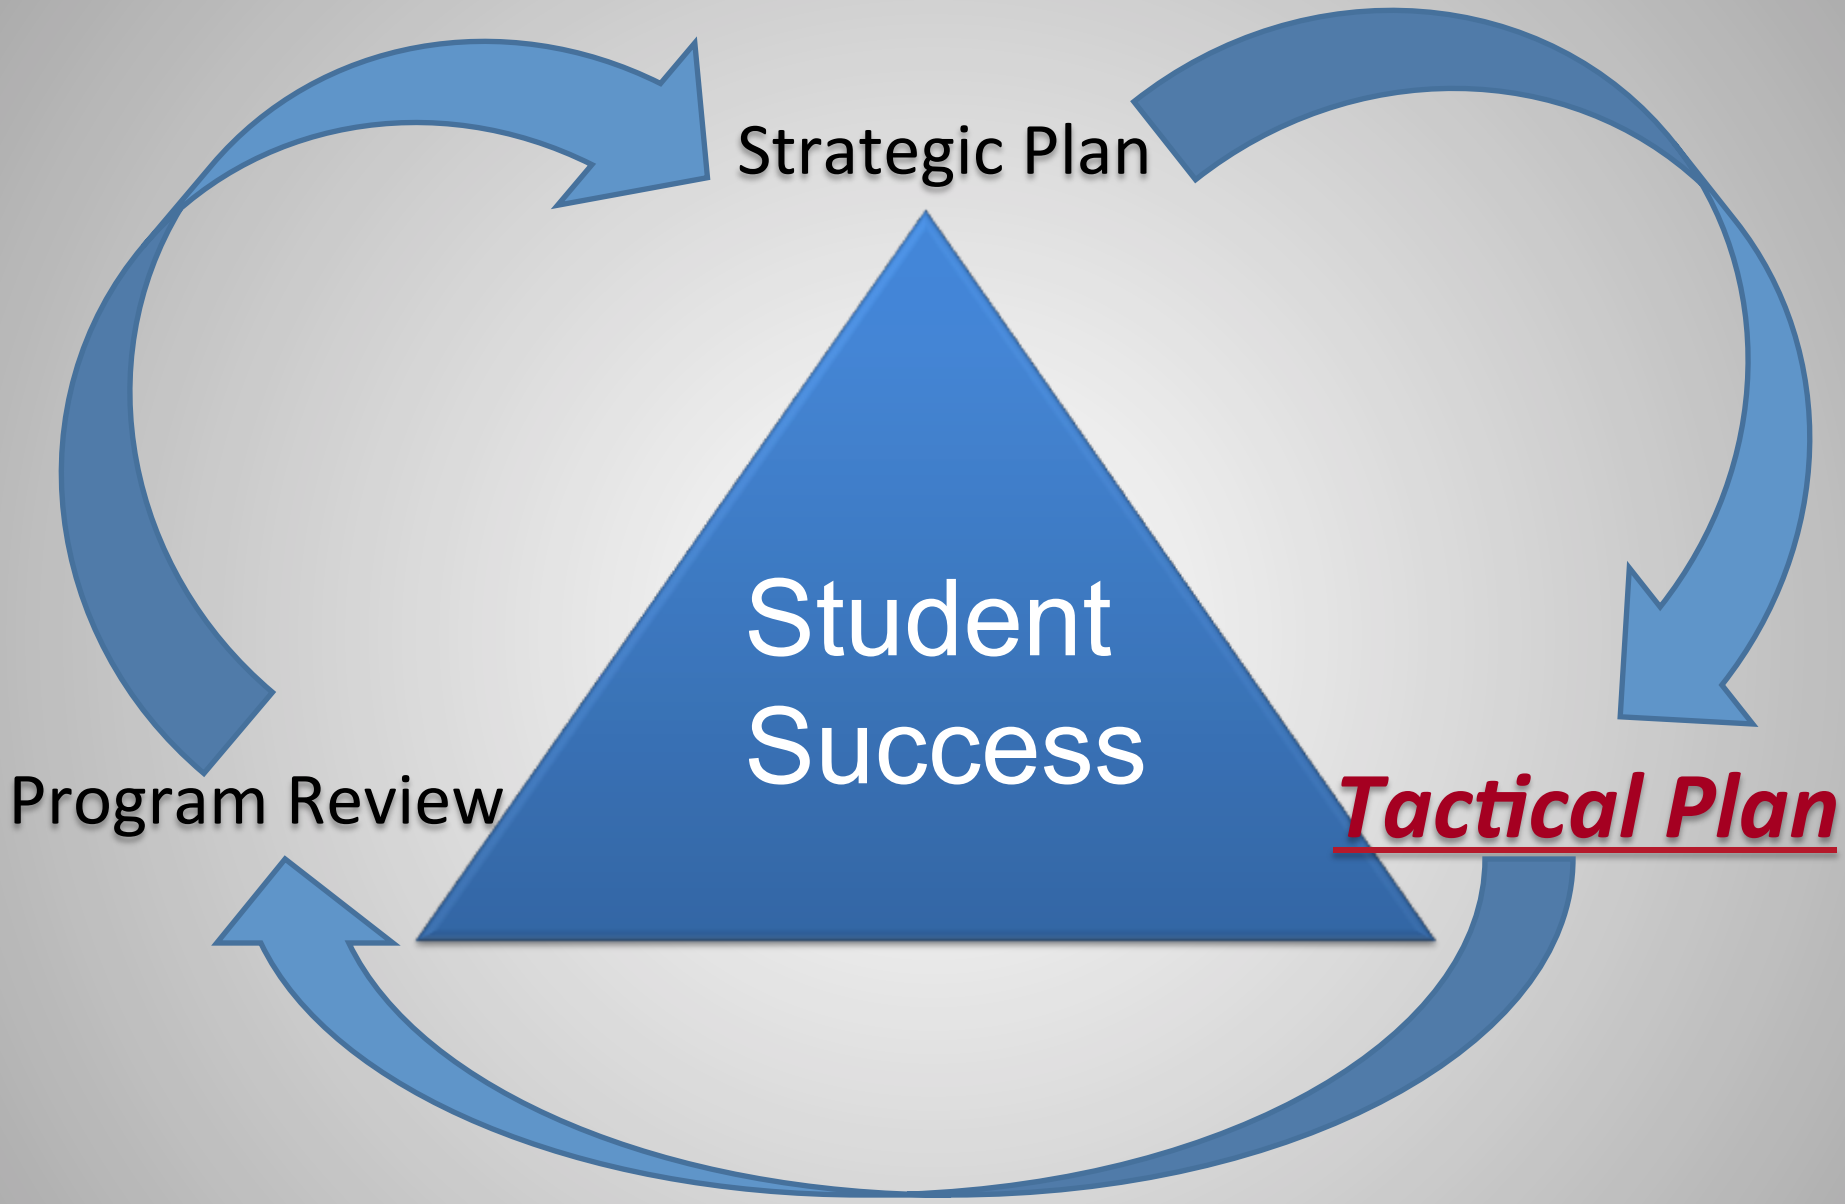 Strategic Plan
Student
Success
Program Review
Tactical Plan